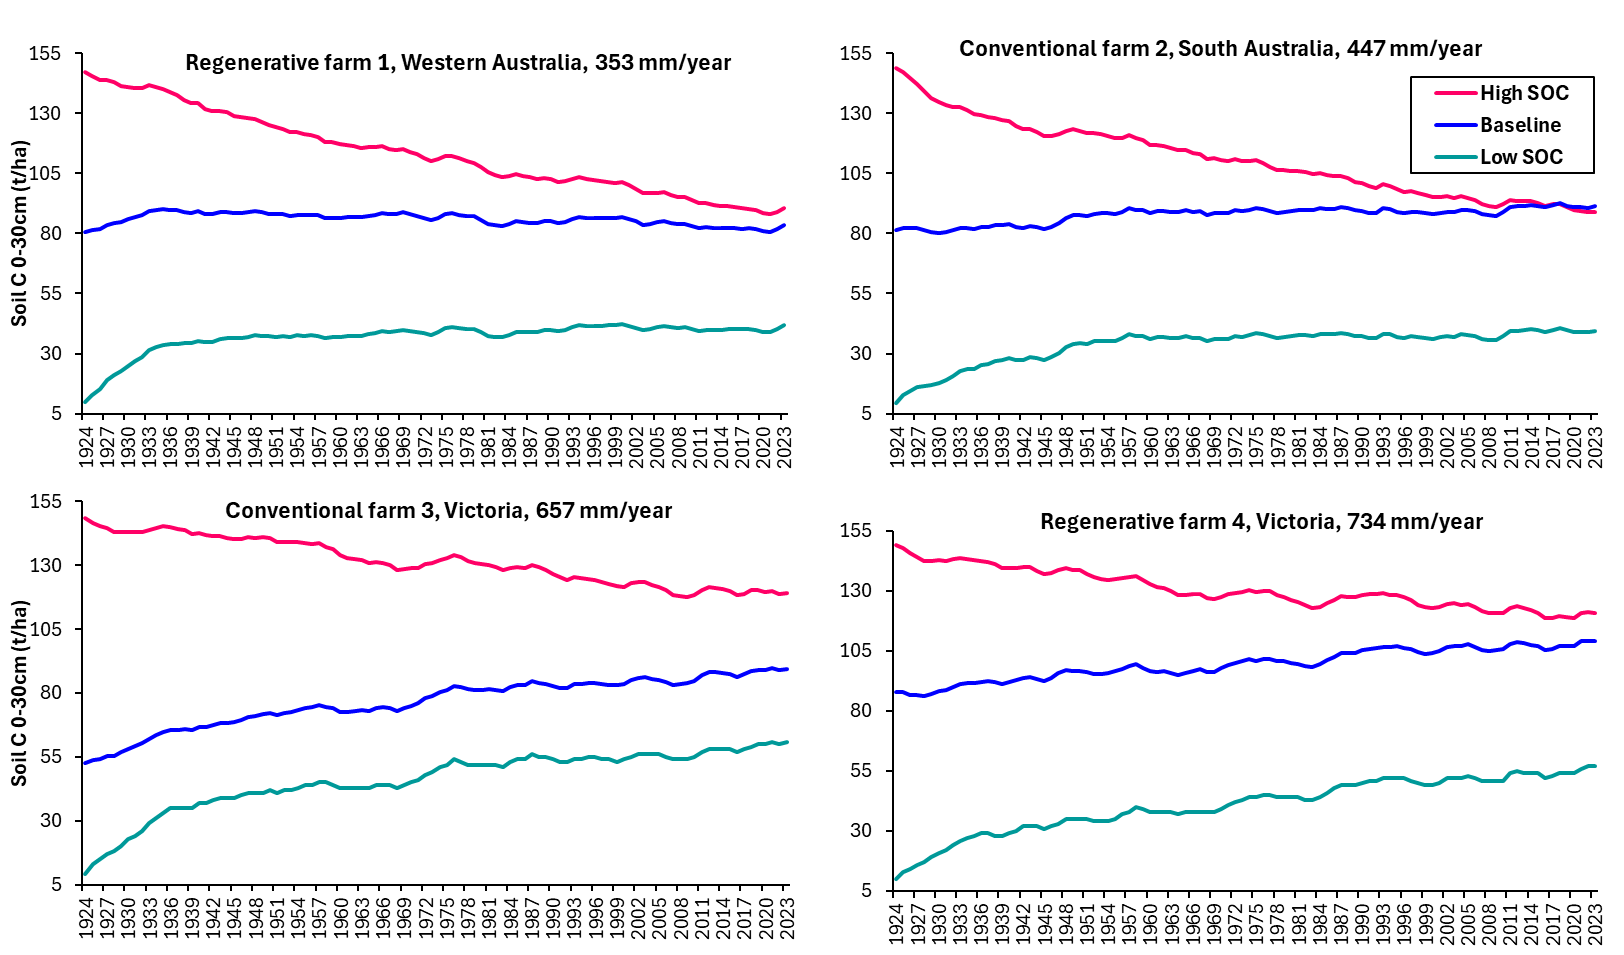 Regenerative farm 1, Western Australia, 353 mm/year
Soil C 0-30cm (t/ha)
155
130
105
80
55
30
5
1924 1927 1930 1933 1936 1939 1942 1945 1948 1951 1954 1957 1960 1963 1966 1969 1972 1975 1978 1981 1984 1987 1990 1993 1996 1999 2002 2005 2008 2011 2014 2017 2020 2023
Conventional farm 2, South Australia, 447 mm/year
High SOC
Baseline
Low SOC
155
130
105
80
55
30
5
1924 1927 1930 1933 1936 1939 1942 1945 1948 1951 1954 1957 1960 1963 1966 1969 1972 1975 1978 1981 1984 1987 1990 1993 1996 1999 2002 2005 2008 2011 2014 2017 2020 2023
Conventional farm 3, Victoria, 657 mm/year
Soil C 0-30cm (t/ha)
155
130
105
80
55
30
5
1924 1927 1930 1933 1936 1939 1942 1945 1948 1951 1954 1957 1960 1963 1966 1969 1972 1975 1978 1981 1984 1987 1990 1993 1996 1999 2002 2005 2008 2011 2014 2017 2020 2023
Regenerative farm 4, Victoria, 734 mm/year
155
130
105
80
55
30
5
1924 1927 1930 1933 1936 1939 1942 1945 1948 1951 1954 1957 1960 1963 1966 1969 1972 1975 1978 1981 1984 1987 1990 1993 1996 1999 2002 2005 2008 2011 2014 2017 2020 2023